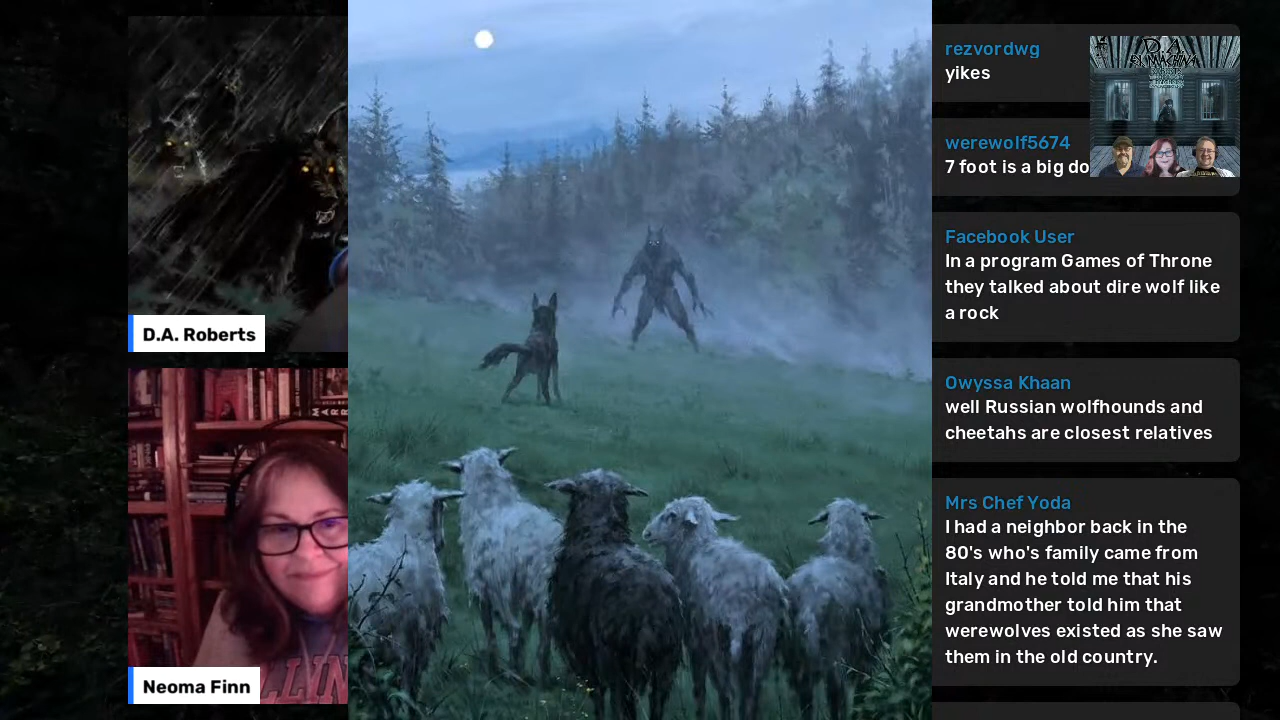 D.A. Roberts
Neoma Finn
rezvordwg
yikes
werewolf5674
7 foot is a big do
Facebook User
In a program Games of Throne
they talked about dire wolf like
a rock
Owyssa Khaan
well Russian wolfhounds and
cheetahs are closest relatives
Mrs Chef Yoda
I had a neighbor back in the
80's who's family came from
Italy and he told me that his
grandmother told him that
werewolves existed as she saw
them in the old country.